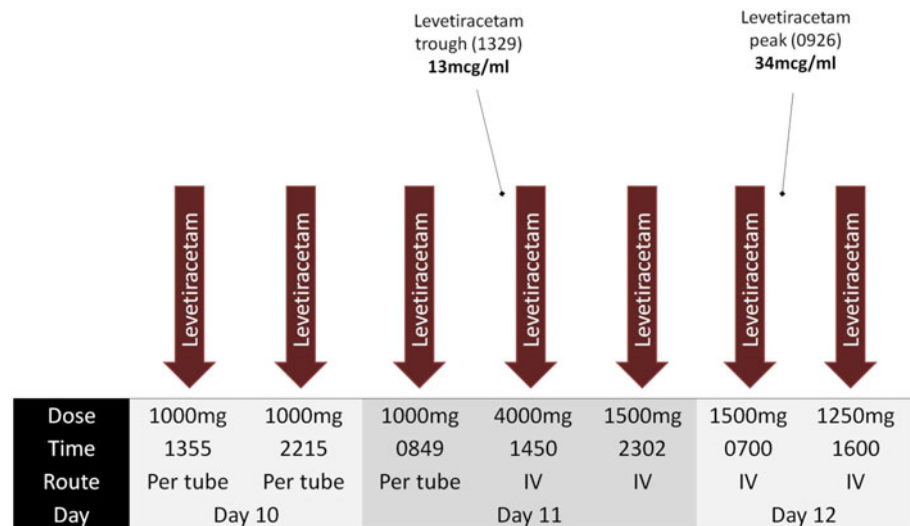 Levetiracetam
trough (1329)
13mcg/ml
Levetiracetam
peak (0926)
34mcg/ml
Levetiracetam
Levetiracetam
Levetiracetam
Levetiracetam
Levetiracetam
Levetiracetam
Levetiracetam
Dose 1000mg 1000mg 1000mg 4000mg 1500mg 1500mg 1250mg
Time 1355 2215 0849 1450 2302 0700 1600
Route Per tube Per tube Per tube IV IV IV IV
Day Day 10 Day 11 Day 12